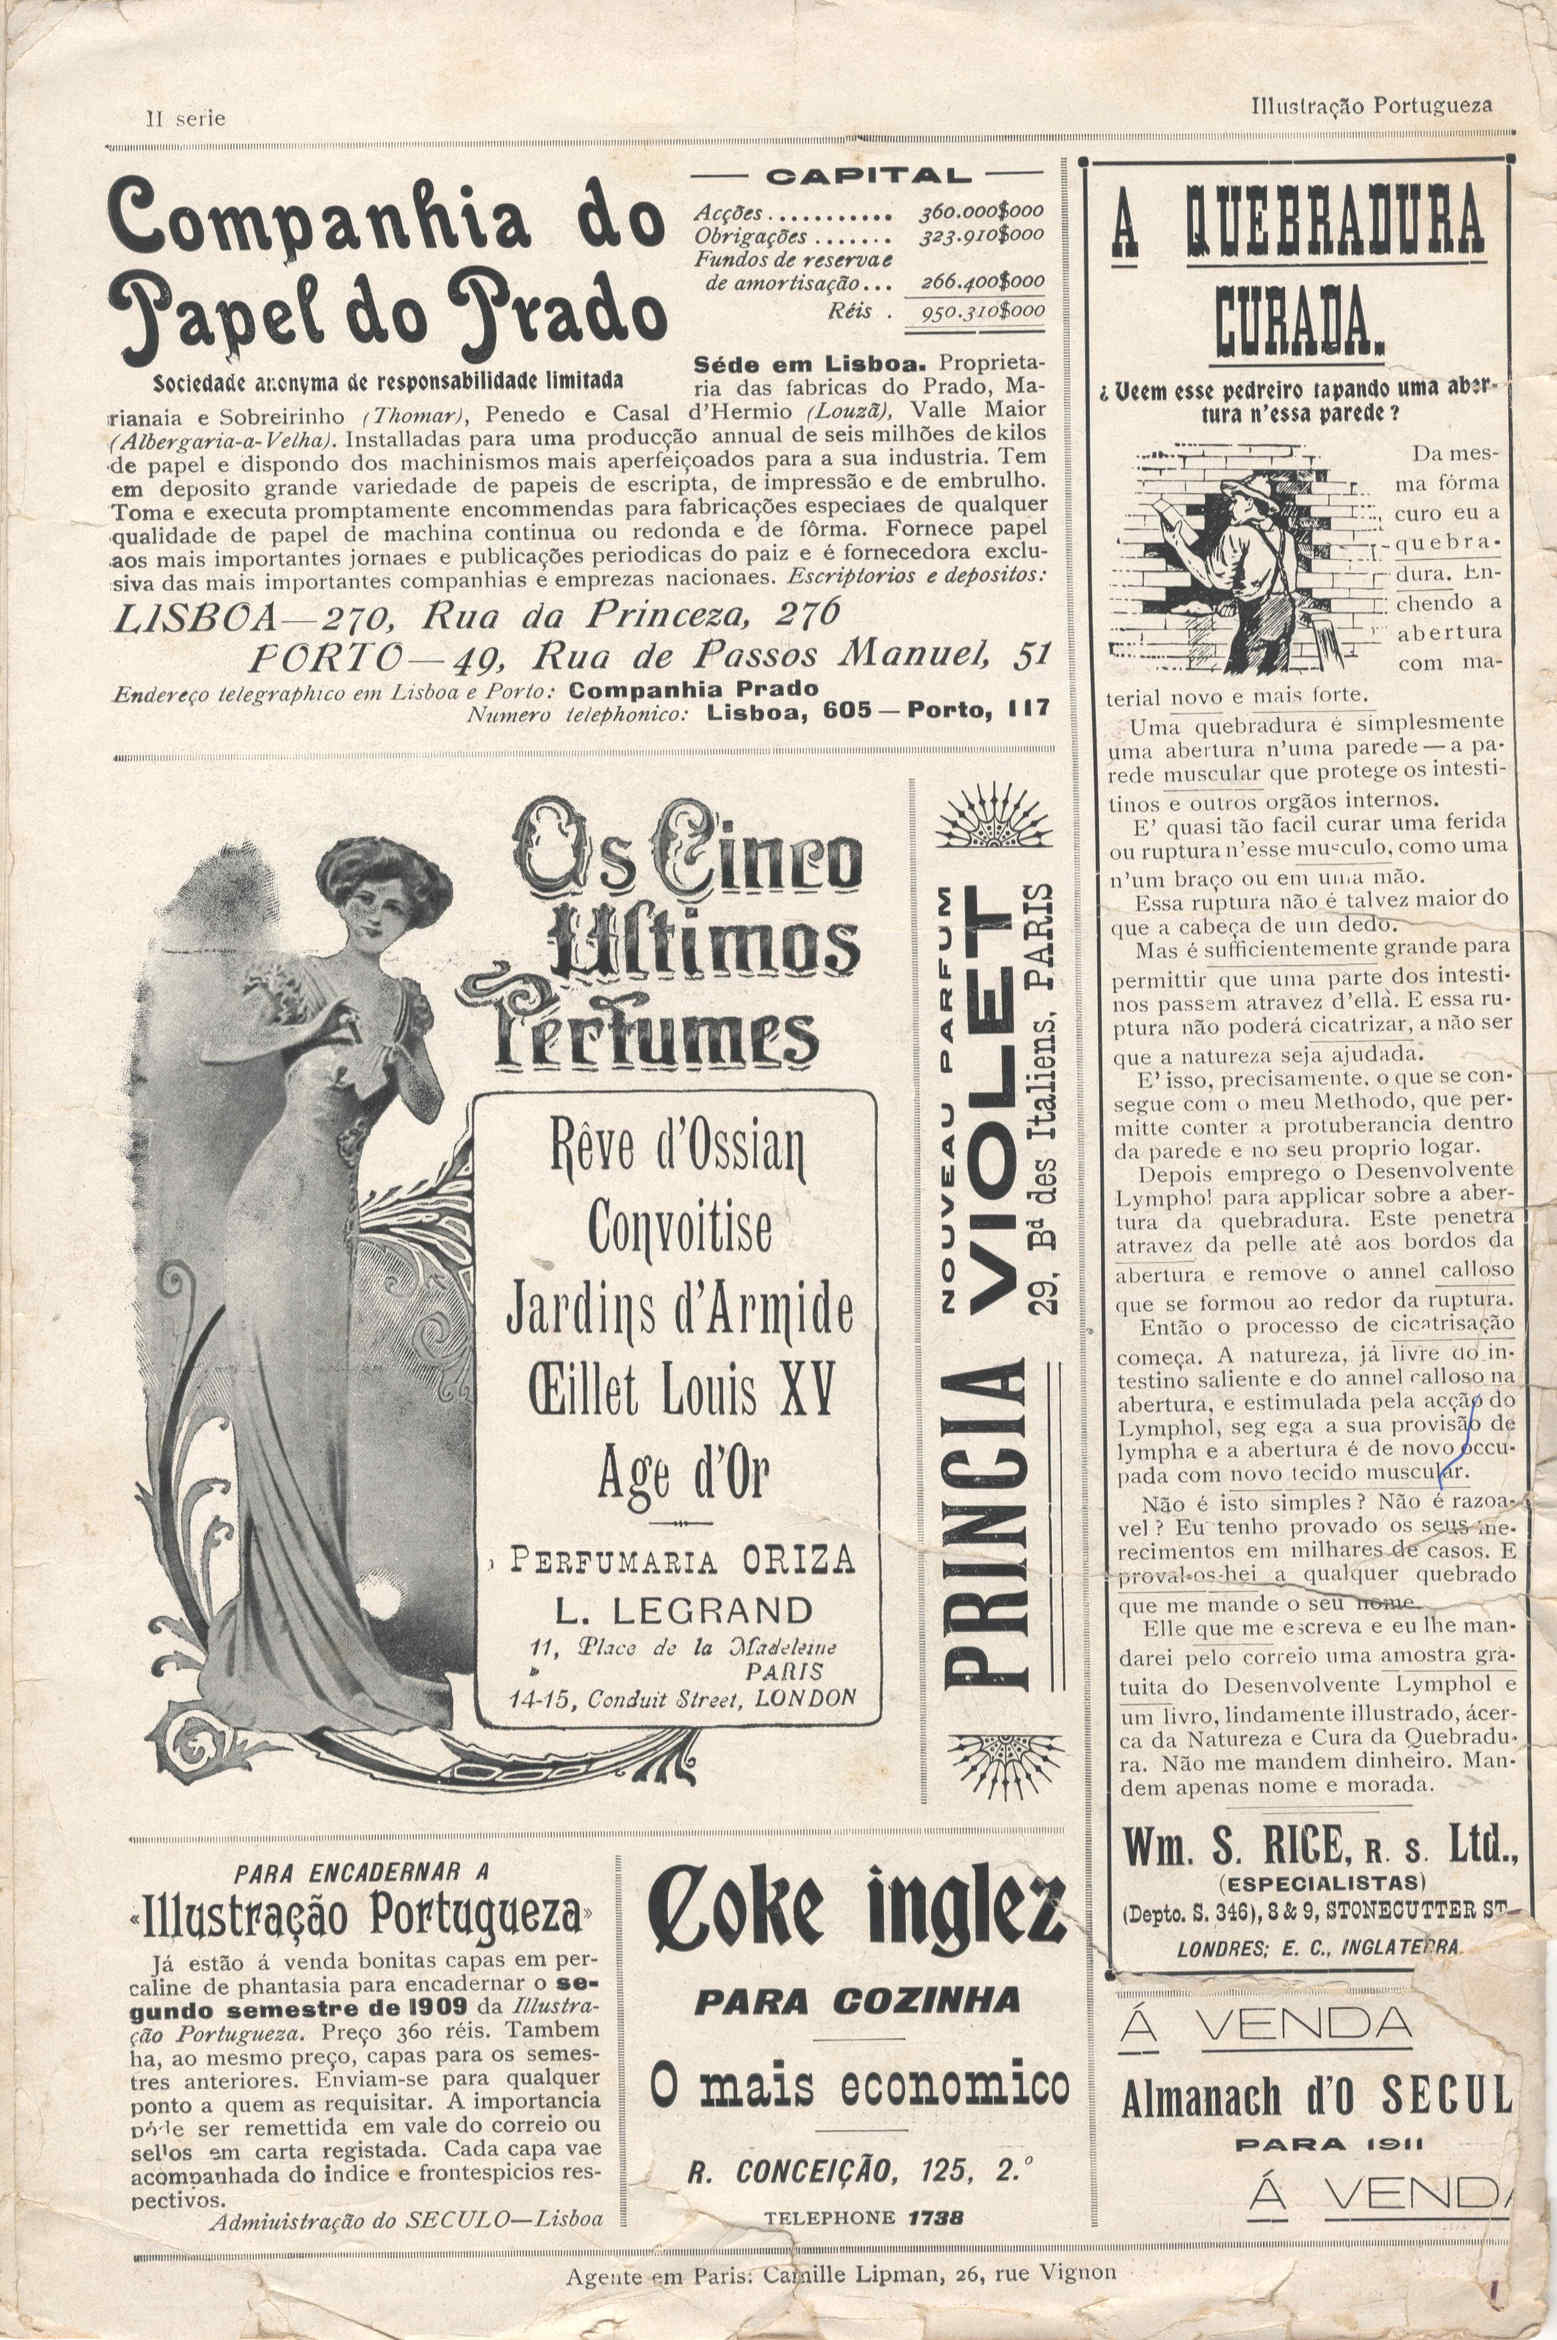 II serie
Illustração Portugueza
Companhia do
Papel do Prado
Sociedade anonyma de responsabilidade limitada
CAPITAL
Acções........... 360.000$000
Obrigações ....... 323.910$000
Fundos de reserva e
de amortisação... 266.400$000
Réis . 950.310$000
Séde em Lisboa. Proprieta-
ria das fabricas do Prado, Ma-
rianaia e Sobreirinho (Thomar), Penedo e Casal d'Hermio (Louzã), Valle Maior
(Albergaria-a-Velha). Installadas para uma producção annual de seis milhões de kilos
de papel e dispondo dos machinismos mais aperfeiçoados para a sua industria. Tem
em deposito grande variedade de papeis de escripta, de impressão e de embrulho.
Toma e executa promptamente encommendas para fabricações especiaes de qualquer
qualidade de papel de machina continua ou redonda e de fôrma. Fornece papel
aos mais importantes jornaes e publicações periodicas do paiz e é fornecedora exclu-
siva das mais importantes companhias e emprezas nacionaes. Escriptorios e depositos:
LISBOA—270, Rua da Princeza, 276
PORTO—49, Rua de Passos Manuel, 51
Endereço telegraphico em Lisboa e Porto: Companhia Prado
Numero telephonico: Lisboa, 605—Porto, 117
Os Cinco
Ultimos
Perfumes
Rêve d'Ossian
Convoitise
Jardins d'Armide
Œillet Louis XV
Age d'Or
PERFUMARIA ORIZA
L. LEGRAND
11, Place de la Madeleine
PARIS
14-15, Conduit Street, LONDON
PRINCIA
NOUVEAU PARFUM
VIOLET
29, Bd des Italiens, PARIS
A QUEBRADURA
CURADA.
¿ Veem esse pedreiro tapando uma aber-
tura n'essa parede?
Da mes-
ma fórma
curo eu a
quebra-
dura. En-
chendo a
abertura
com ma-
terial novo e mais forte.
Uma quebradura é simplesmente
uma abertura n'uma parede—a pa-
rede muscular que protege os intesti-
tinos e outros orgãos internos.
E' quasi tão facil curar uma ferida
ou ruptura n'esse musculo, como uma
n'um braço ou em uma mão.
Essa ruptura não é talvez maior do
que a cabeça de um dedo.
Mas é sufficientemente grande para
permittir que uma parte dos intesti-
nos passem atravez d'ella. E essa ru-
ptura não poderá cicatrizar, a não ser
que a natureza seja ajudada.
E' isso, precisamente, o que se con-
segue com o meu Methodo, que per-
mitte conter a protuberancia dentro
da parede e no seu proprio logar.
Depois emprego o Desenvolvente
Lymphol para applicar sobre a aber-
tura da quebradura. Este penetra
atravez da pelle até aos bordos da
abertura e remove o annel calloso
que se formou ao redor da ruptura.
Então o processo de cicatrisação
começa. A natureza, já livre do in-
testino saliente e do annel calloso na
abertura, e estimulada pela acção do
Lymphol, seg ega a sua provisão de
lympha e a abertura é de novo occu-
pada com novo tecido muscular.
Não é isto simples? Não é razoa-
vel? Eu tenho provado os seus me-
recimentos em milhares de casos. E
proval-os-hei a qualquer quebrado
que me mande o seu nome.
Elle que me escreva e eu lhe man-
darei pelo correio uma amostra gra-
tuita do Desenvolvente Lymphol e
um livro, lindamente illustrado, ácer-
ca da Natureza e Cura da Quebradu-
ra. Não me mandem dinheiro. Man-
dem apenas nome e morada.
Wm. S. RICE, R. S. Ltd.,
(ESPECIALISTAS)
(Depto. S. 346), 8 & 9, STONECUTTER ST
LONDRES; E. C., INGLATERRA
PARA ENCADERNAR A
«Illustração Portugueza»
Já estão á venda bonitas capas em per-
caline de phantasia para encadernar o se-
gundo semestre de 1909 da Illustra-
ção Portugueza. Preço 360 réis. Tambem
ha, ao mesmo preço, capas para os semes-
tres anteriores. Enviam-se para qualquer
ponto a quem as requisitar. A importancia
póde ser remettida em vale do correio ou
sellos em carta registada. Cada capa vae
acompanhada do indice e frontespicios res-
pectivos.
Admiuistração do SECULO—Lisboa
Coke inglez
PARA COZINHA
O mais economico
R. CONCEIÇÃO, 125, 2.º
TELEPHONE 1738
Á VENDA
Almanach d'O SECUL
PARA 1911
Á VENDA
Agente em Paris: Camille Lipman, 26, rue Vignon
1